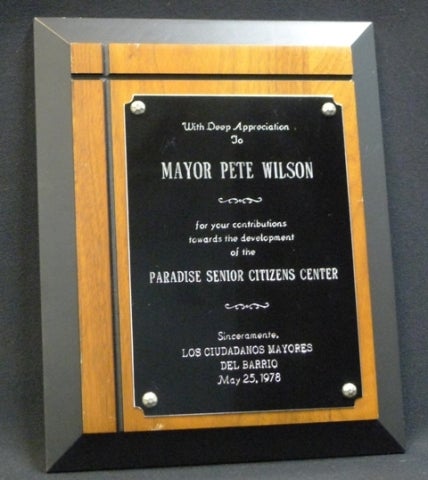 With Deep Appreciation
To
MAYOR PETE WILSON
for your contributions
towards the development
of the
PARADISE SENIOR CITIZENS CENTER
Sinceramente,
LOS CIUDADANOS MAYORES
DEL BARRIO
May 25, 1978